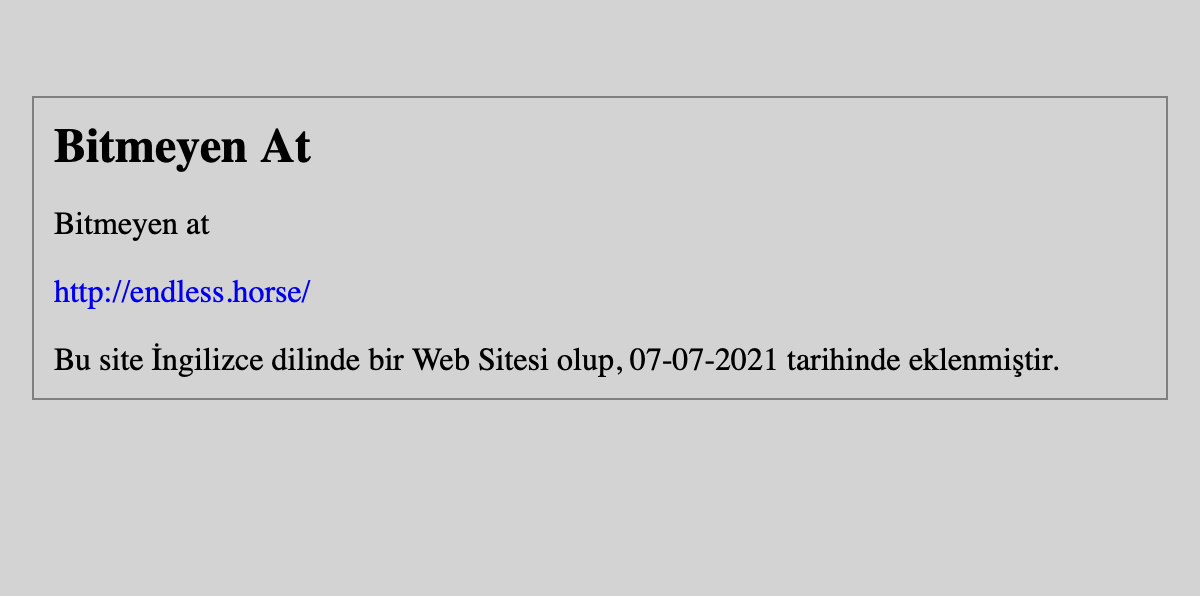 Bitmeyen At
Bitmeyen at
http://endless.horse/
Bu site İngilizce dilinde bir Web Sitesi olup, 07-07-2021 tarihinde eklenmiştir.